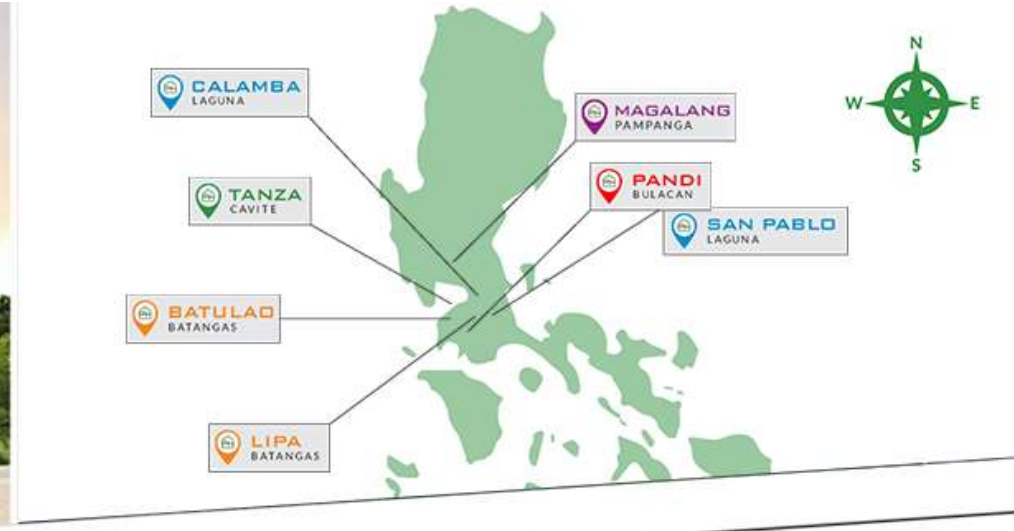 N
W
E
S
CALAMBA
LAGUNA
MAGALANG
PAMPANGA
PANDI
BULACAN
TANZA
CAVITE
SAN PABLO
LAGUNA
BATULAO
BATANGAS
LIPA
BATANGAS